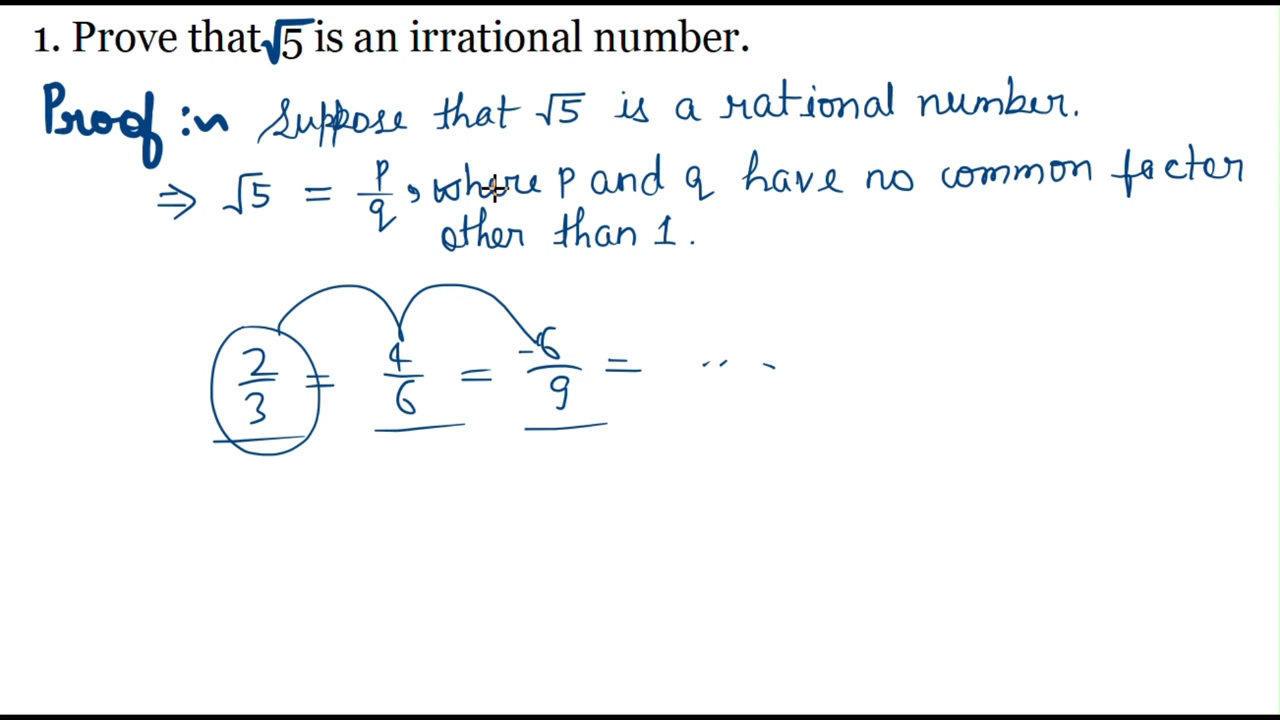 1. Prove that √5 is an irrational number.
Proof :- Suppose that √5 is a rational number.
⇒ √5 = p/q, where p and q have no common factor
other than 1.
2/3 = 4/6 = -6/9 = ...